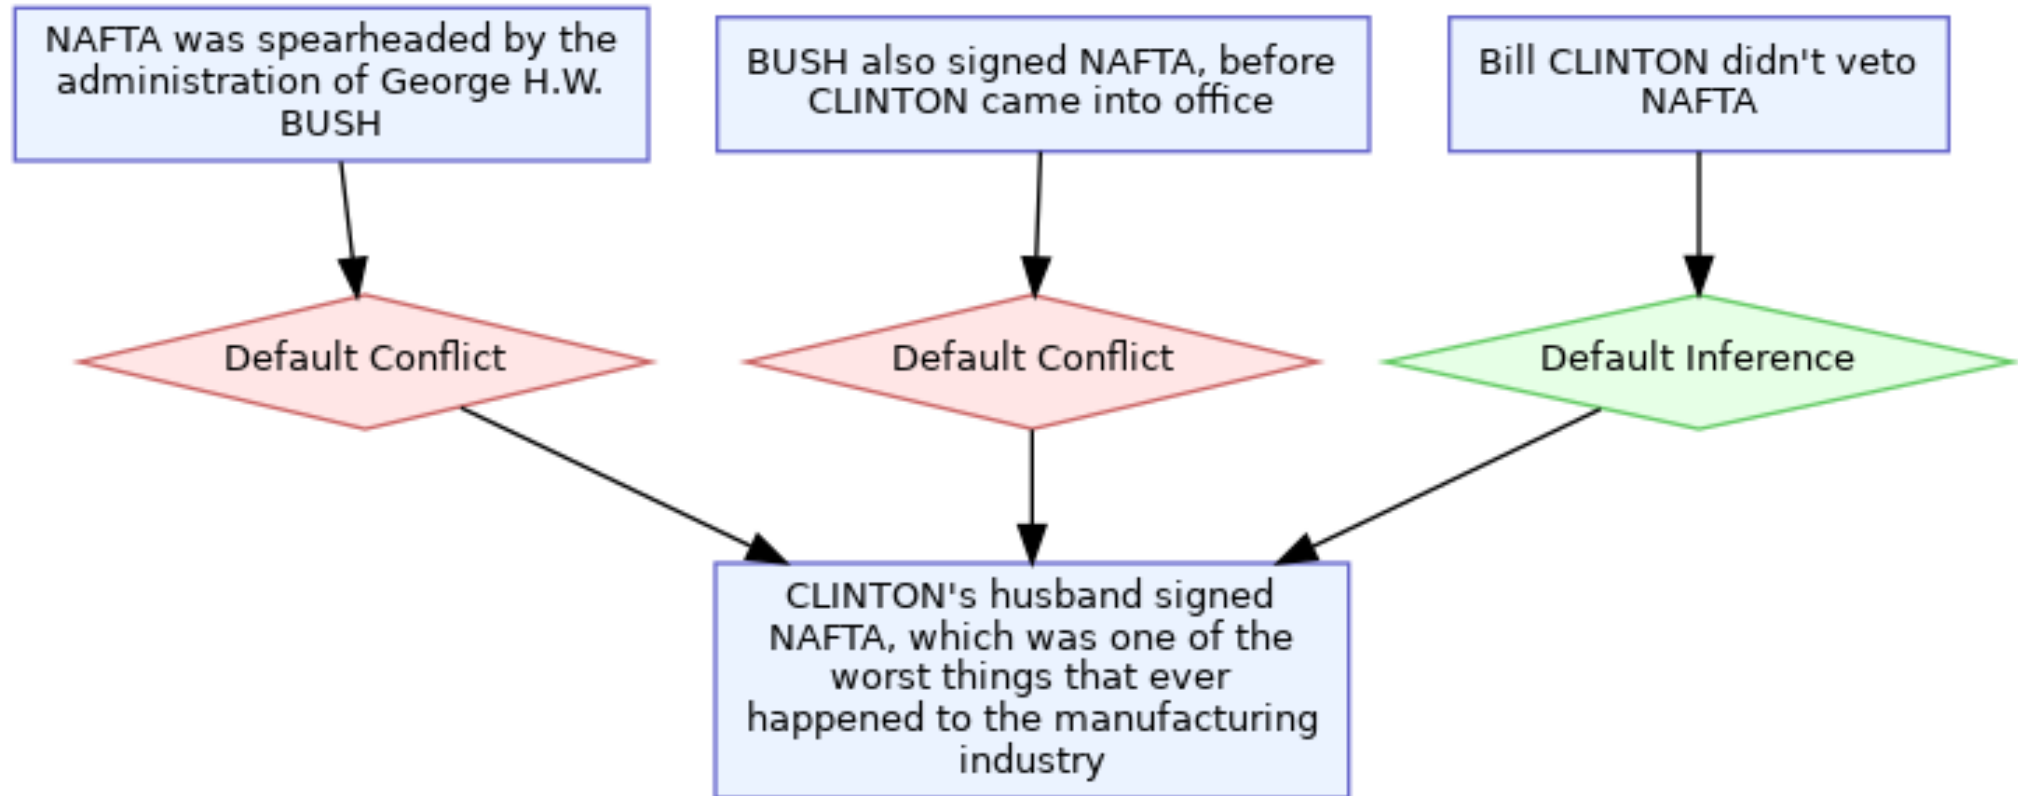 NAFTA was spearheaded by the
administration of George H.W.
BUSH
BUSH also signed NAFTA, before
CLINTON came into office
Bill CLINTON didn't veto
NAFTA
Default Conflict
Default Conflict
Default Inference
CLINTON's husband signed
NAFTA, which was one of the
worst things that ever
happened to the manufacturing
industry